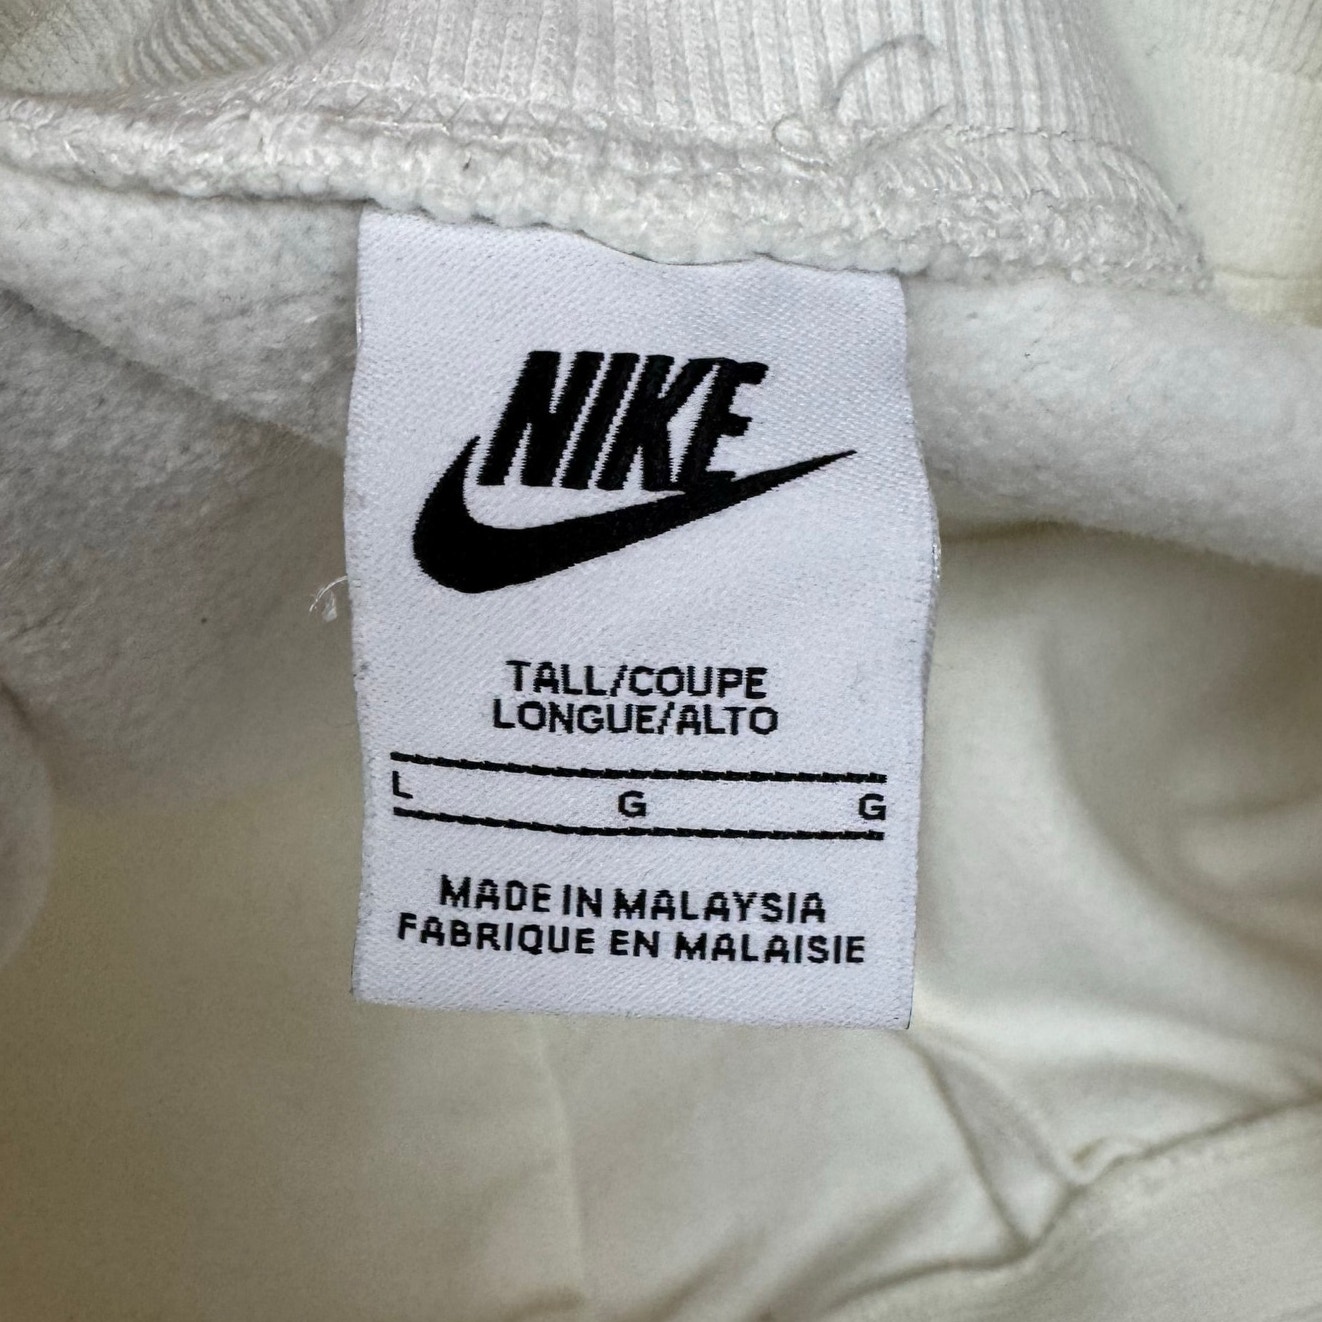 NIKE
TALL/COUPE
LONGUE/ALTO
L G G
MADE IN MALAYSIA
FABRIQUE EN MALAISIE